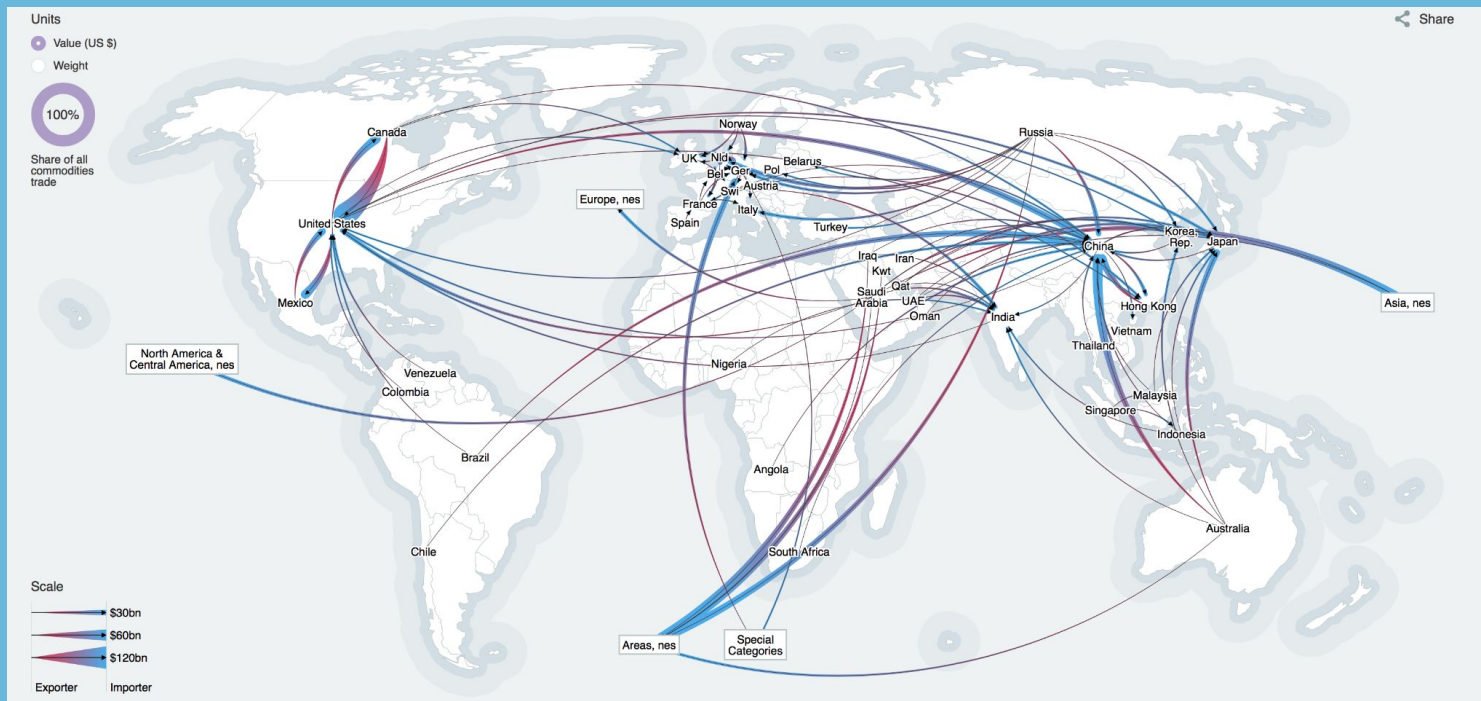 Units
Value (US $)
Weight
100%
Share of all
commodities
trade
Share
Canada
United States
Mexico
North America &
Central America, nes
Venezuela
Colombia
Brazil
Chile
Norway
UK
Nld
Ger
Pol
Belarus
Bel
Swi
Austria
France
Italy
Spain
Europe, nes
Turkey
Russia
Iraq
Iran
Kwt
Qat
Saudi
Arabia
UAE
Oman
India
China
Korea,
Rep.
Japan
Asia, nes
Hong Kong
Vietnam
Thailand
Malaysia
Singapore
Indonesia
Nigeria
Angola
South Africa
Australia
Areas, nes
Special
Categories
Scale
$30bn
$60bn
$120bn
Exporter
Importer